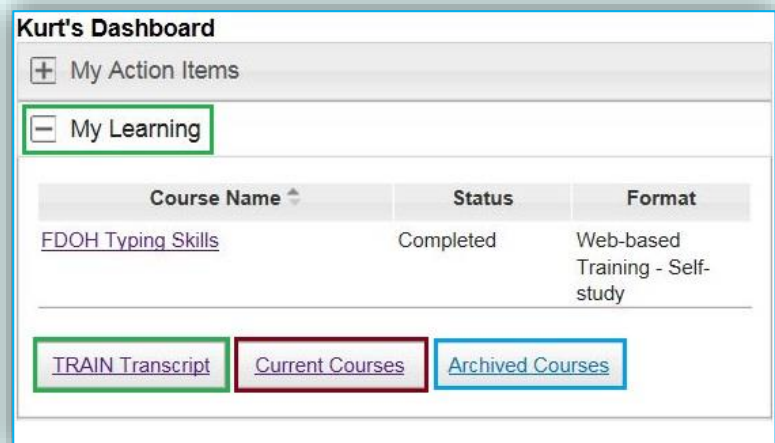 Kurt's Dashboard
My Action Items
My Learning
Course Name Status Format
FDOH Typing Skills Completed Web-based
Training - Self-
study
TRAIN Transcript Current Courses Archived Courses